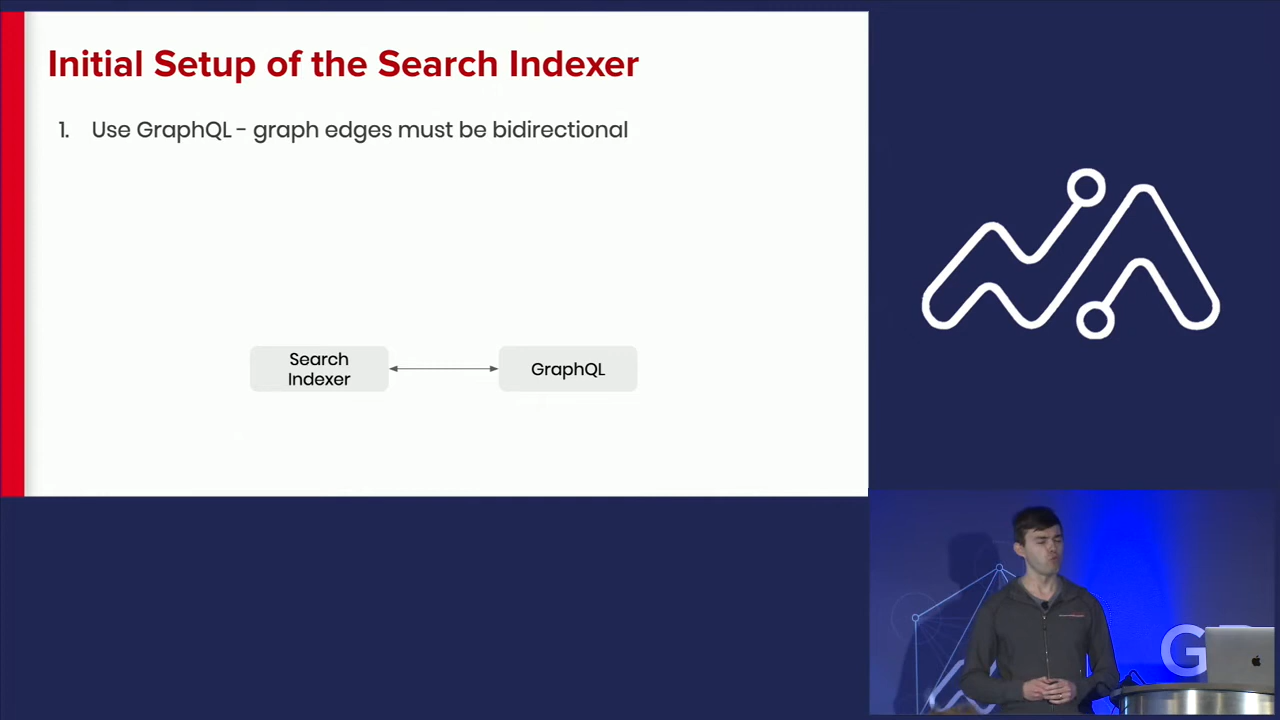 Initial Setup of the Search Indexer
1. Use GraphQL - graph edges must be bidirectional
Search
Indexer
GraphQL
G